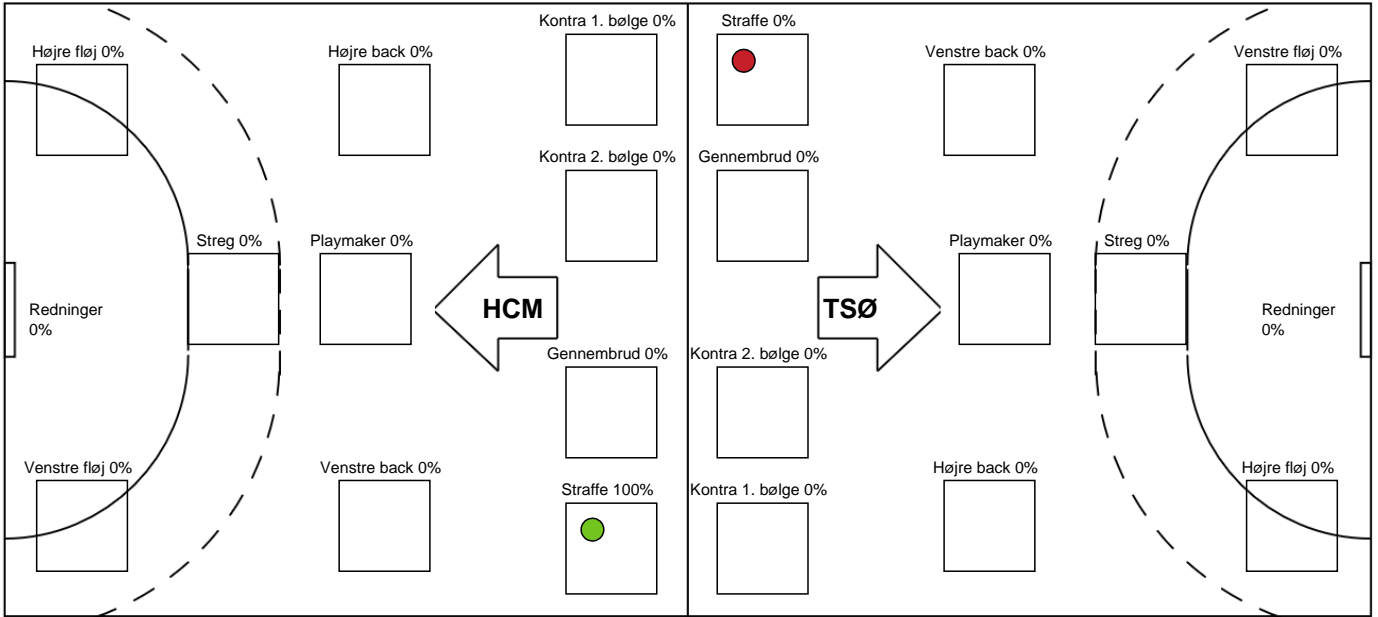 Kontra 1. bølge 0%
Straffe 0%
Højre fløj 0%
Højre back 0%
Venstre back 0%
Venstre fløj 0%
Kontra 2. bølge 0%
Gennembrud 0%
Streg 0%
Playmaker 0%
Playmaker 0%
Streg 0%
Redninger
0%
HCM
TSØ
Redninger
0%
Gennembrud 0%
Kontra 2. bølge 0%
Venstre fløj 0%
Venstre back 0%
Højre back 0%
Højre fløj 0%
Straffe 100%
Kontra 1. bølge 0%